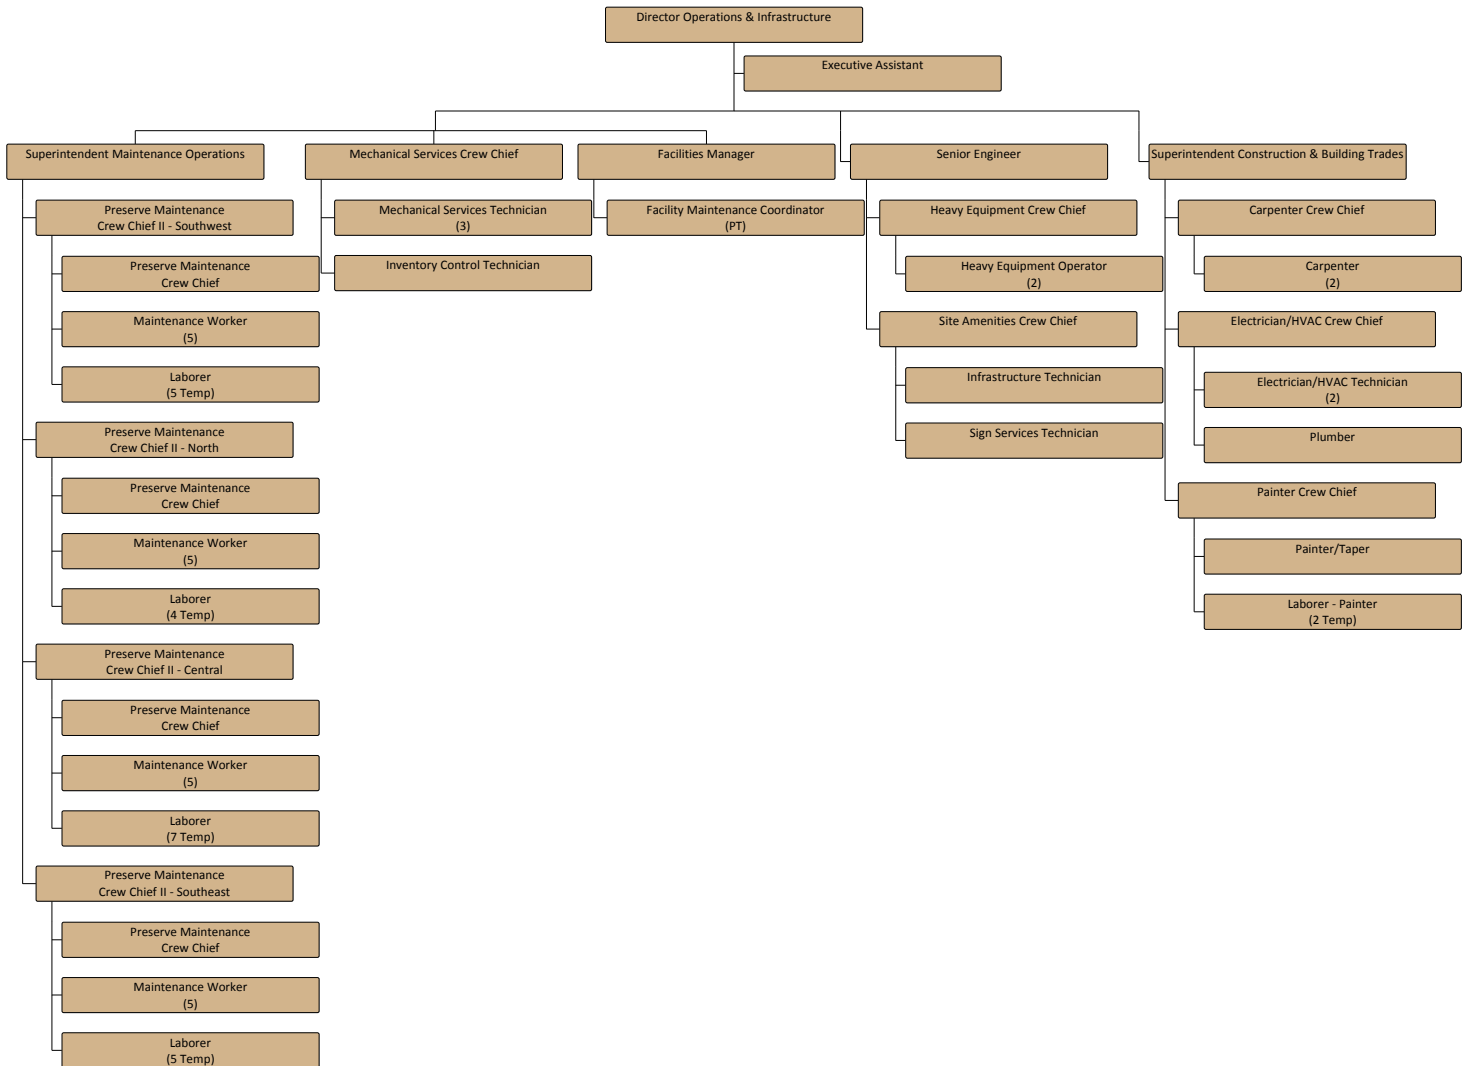 Director Operations & Infrastructure
Executive Assistant
Superintendent Maintenance Operations
Preserve Maintenance
Crew Chief II - Southwest
Preserve Maintenance
Crew Chief
Maintenance Worker
(5)
Laborer
(5 Temp)
Preserve Maintenance
Crew Chief II - North
Preserve Maintenance
Crew Chief
Maintenance Worker
(5)
Laborer
(4 Temp)
Preserve Maintenance
Crew Chief II - Central
Preserve Maintenance
Crew Chief
Maintenance Worker
(5)
Laborer
(7 Temp)
Preserve Maintenance
Crew Chief II - Southeast
Preserve Maintenance
Crew Chief
Maintenance Worker
(5)
Laborer
(5 Temp)
Mechanical Services Crew Chief
Mechanical Services Technician
(3)
Inventory Control Technician
Facilities Manager
Facility Maintenance Coordinator
(PT)
Senior Engineer
Heavy Equipment Crew Chief
Heavy Equipment Operator
(2)
Site Amenities Crew Chief
Infrastructure Technician
Sign Services Technician
Superintendent Construction & Building Trades
Carpenter Crew Chief
Carpenter
(2)
Electrician/HVAC Crew Chief
Electrician/HVAC Technician
(2)
Plumber
Painter Crew Chief
Painter/Taper
Laborer - Painter
(2 Temp)